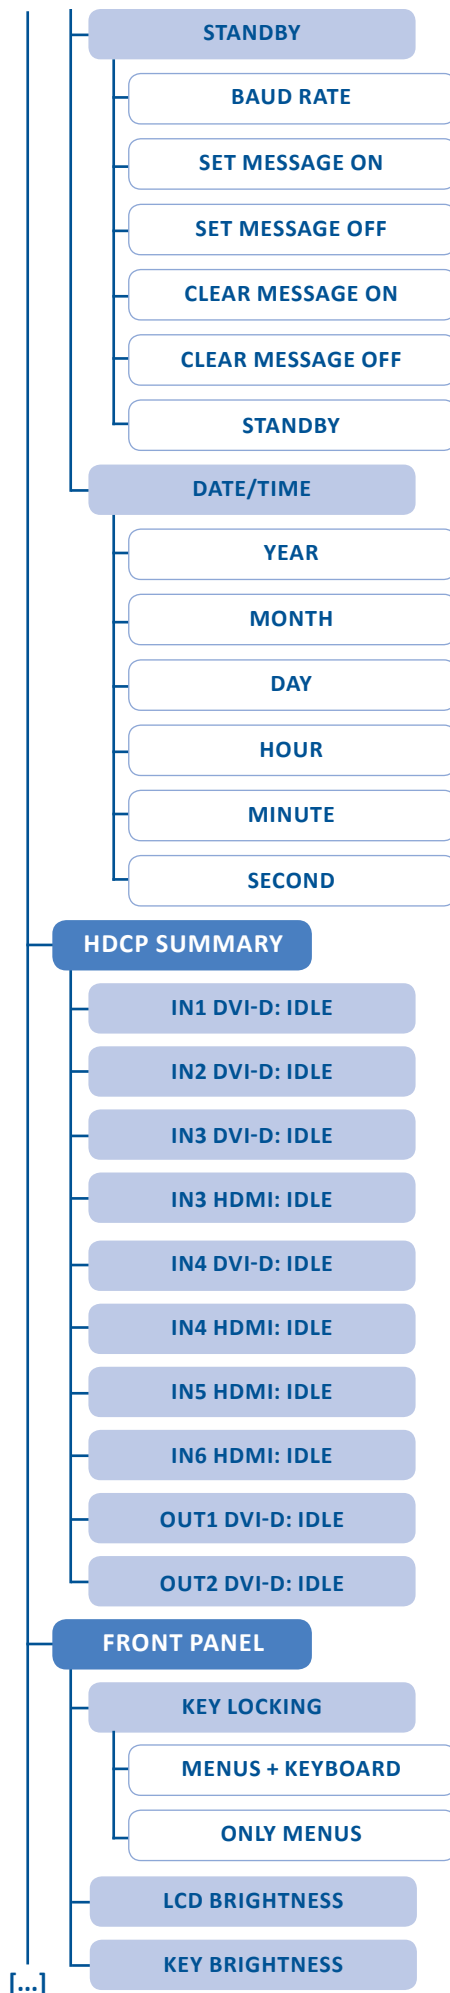 STANDBY
BAUD RATE
SET MESSAGE ON
SET MESSAGE OFF
CLEAR MESSAGE ON
CLEAR MESSAGE OFF
STANDBY
DATE/TIME
YEAR
MONTH
DAY
HOUR
MINUTE
SECOND
HDCP SUMMARY
IN1 DVI-D: IDLE
IN2 DVI-D: IDLE
IN3 DVI-D: IDLE
IN3 HDMI: IDLE
IN4 DVI-D: IDLE
IN4 HDMI: IDLE
IN5 HDMI: IDLE
IN6 HDMI: IDLE
OUT1 DVI-D: IDLE
OUT2 DVI-D: IDLE
FRONT PANEL
KEY LOCKING
MENUS + KEYBOARD
ONLY MENUS
LCD BRIGHTNESS
KEY BRIGHTNESS
[...]